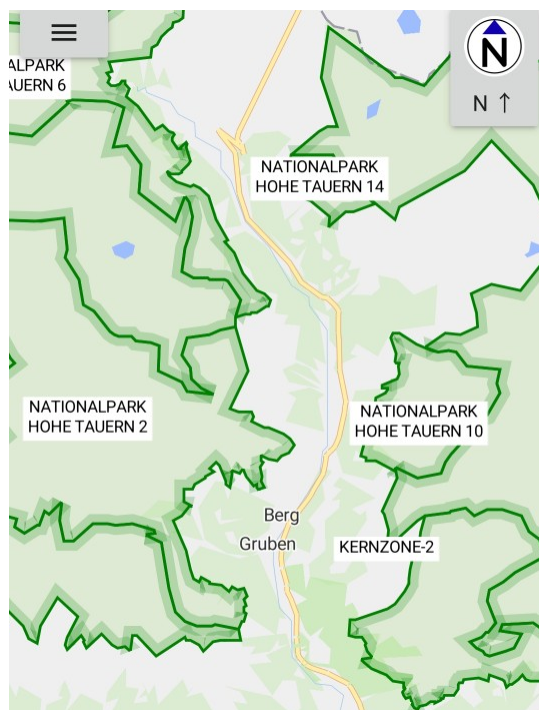 ALPARK
AUERN 6
N
N ↑
NATIONALPARK
HOHE TAUERN 14
NATIONALPARK
HOHE TAUERN 2
NATIONALPARK
HOHE TAUERN 10
Berg
Gruben
KERNZONE-2